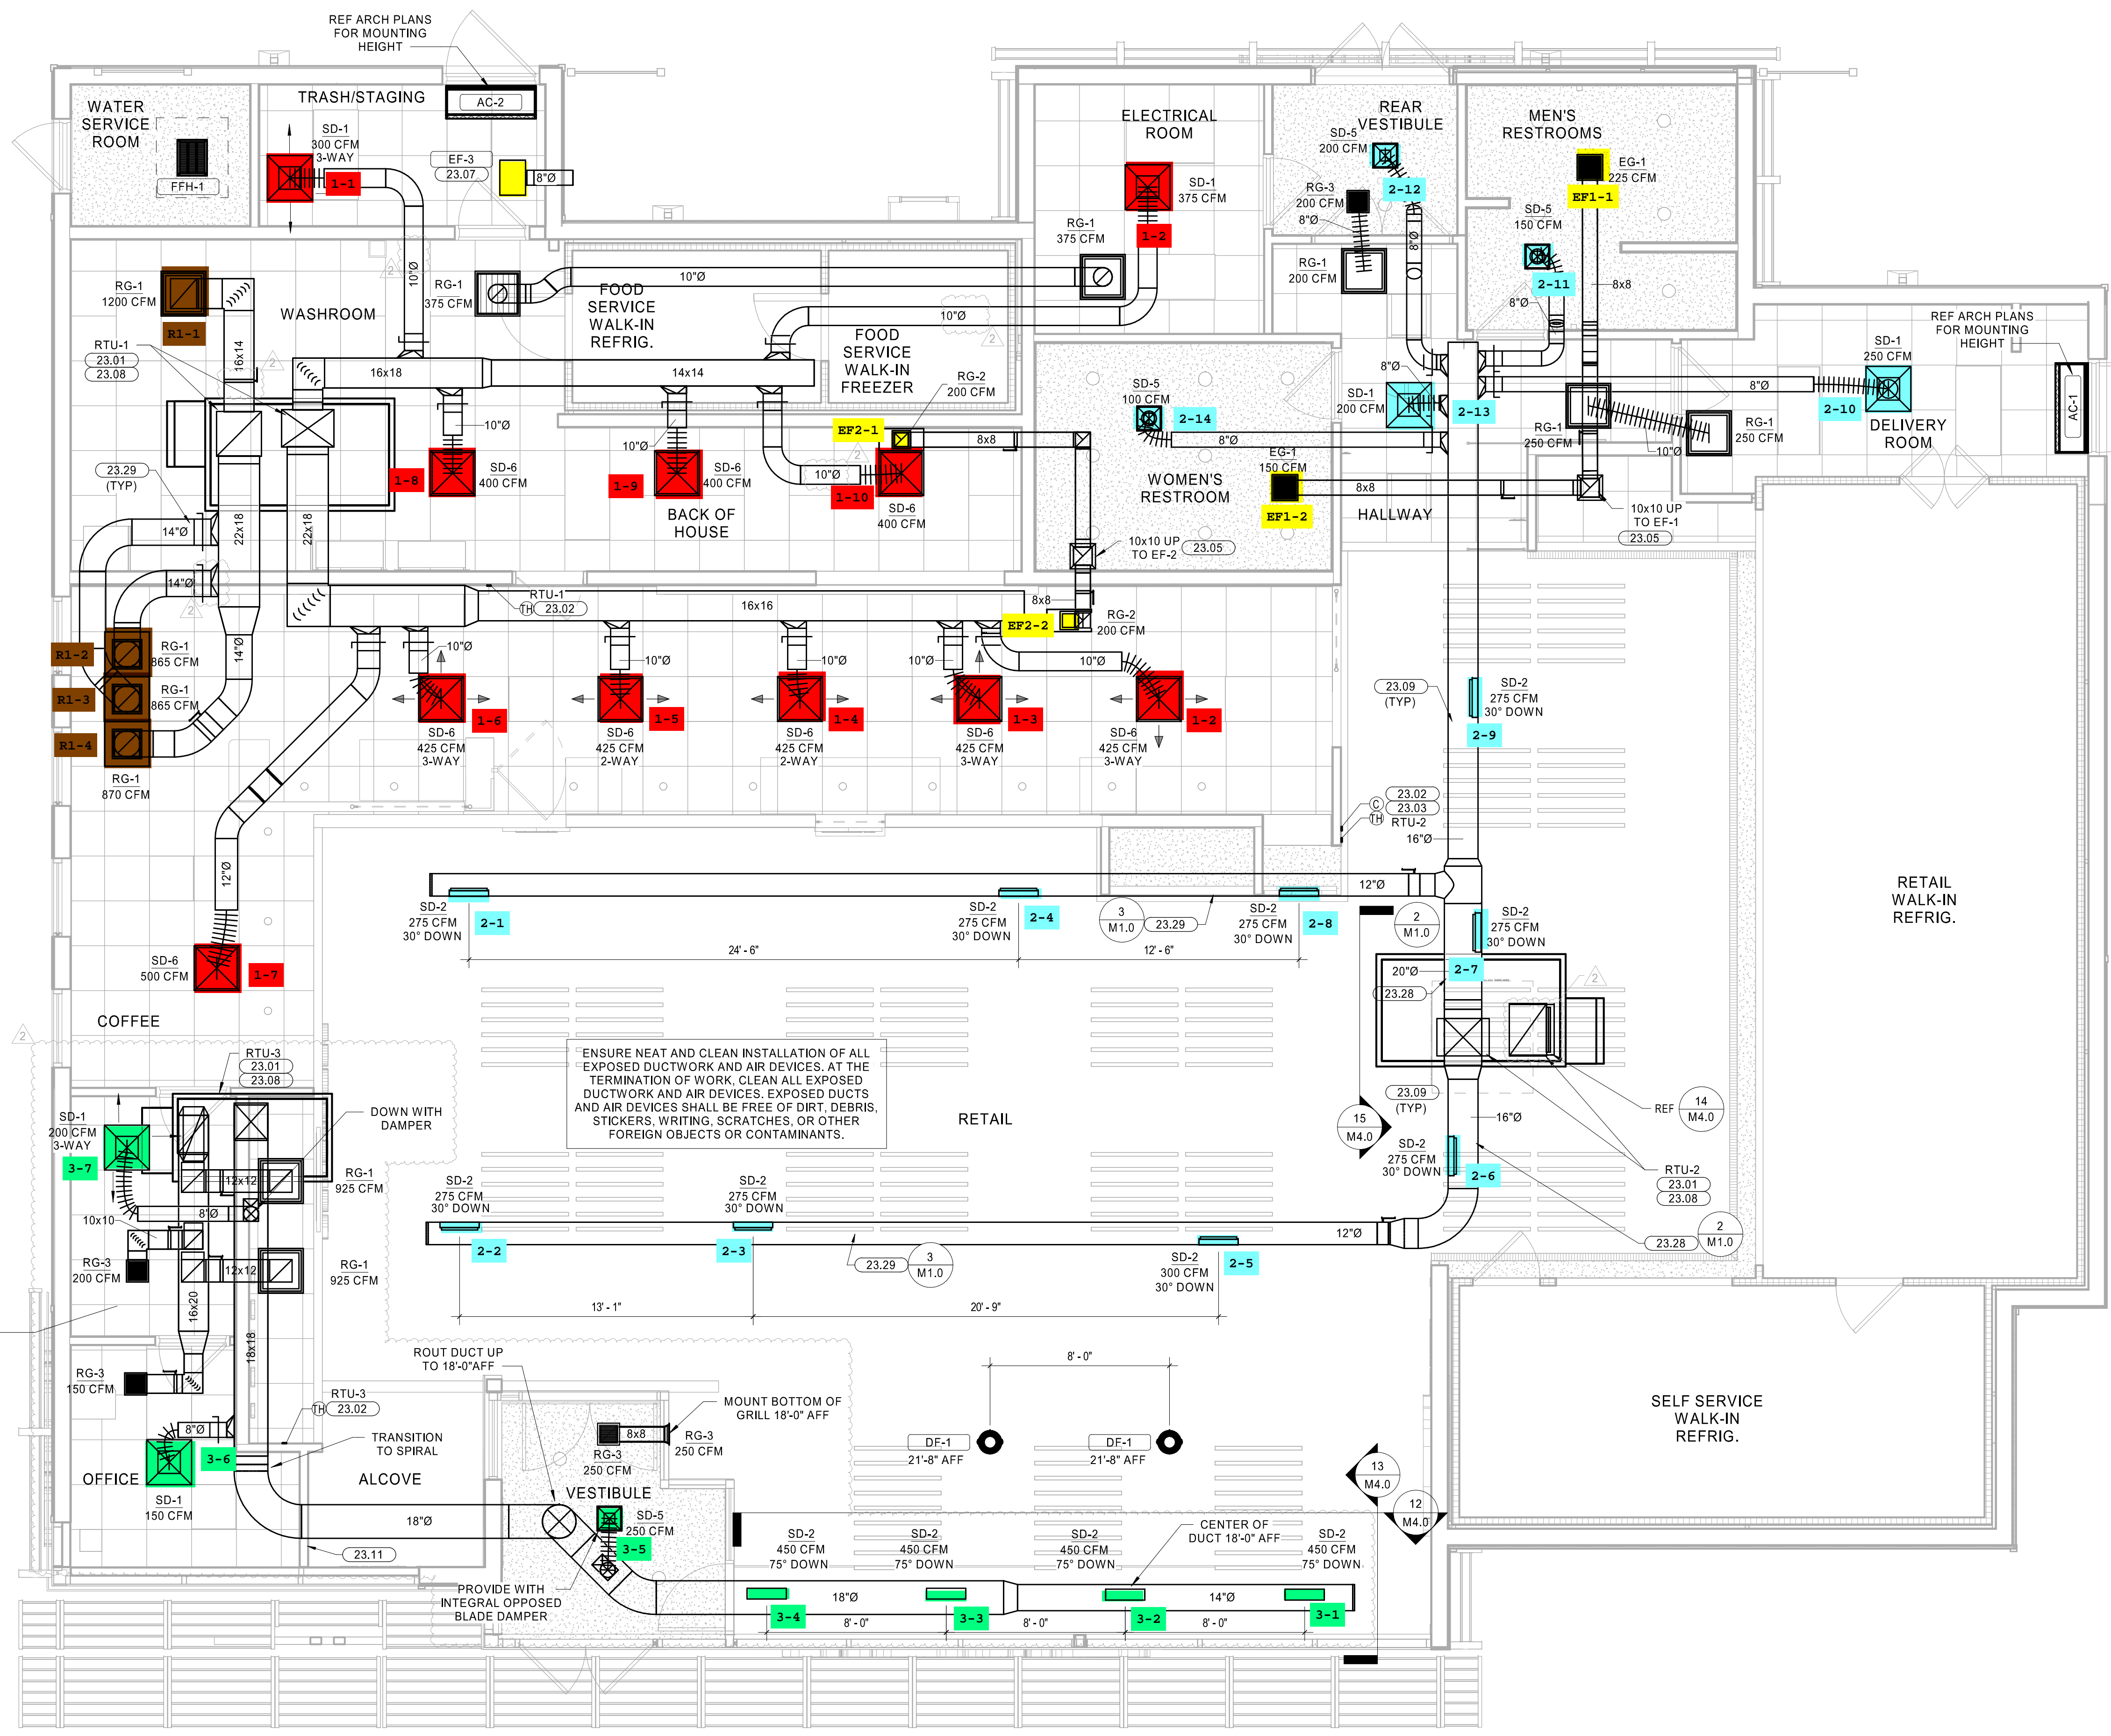 REF ARCH PLANS
FOR MOUNTING
HEIGHT
WATER
SERVICE
ROOM
FFH-1
TRASH/STAGING
SD-1
300 CFM
3-WAY
1-1
AC-2
EF-3
23.07
8"Ø
10"Ø
2
ELECTRICAL
ROOM
SD-1
375 CFM
1-2
RG-1
375 CFM
REAR
VESTIBULE
SD-5
200 CFM
2-12
RG-3
200 CFM
8"Ø
8"Ø
RG-1
200 CFM
MEN'S
RESTROOMS
EG-1
225 CFM
EF1-1
SD-5
150 CFM
2-11
8"Ø
8x8
REF ARCH PLANS
FOR MOUNTING
HEIGHT
SD-1
250 CFM
AC-1
8"Ø
2-10
DELIVERY
ROOM
RG-1
1200 CFM
R1-1
WASHROOM
RG-1
375 CFM
10"Ø
FOOD
SERVICE
WALK-IN
REFRIG.
10"Ø
2
FOOD
SERVICE
WALK-IN
FREEZER
RTU-1
23.01
23.08
16x14
2
16x18
14x14
RG-2
200 CFM
SD-5
100 CFM
2-14
8"Ø
SD-1
200 CFM
2-13
RG-1
250 CFM
RG-1
250 CFM
10"Ø
23.29
(TYP)
14"Ø
22x18
22x18
14"Ø
2
10"Ø
1-8
SD-6
400 CFM
10"Ø
1-9
SD-6
400 CFM
BACK OF
HOUSE
EF2-1
2
10"Ø
1-10
SD-6
400 CFM
8x8
8"Ø
WOMEN'S
RESTROOM
EG-1
150 CFM
EF1-2
8x8
HALLWAY
10x10 UP
TO EF-1
23.05
10x10 UP
TO EF-2
23.05
RTU-1
TH
23.02
16x16
8x8
EF2-2
RG-2
200 CFM
R1-2
RG-1
865 CFM
R1-3
RG-1
865 CFM
R1-4
RG-1
870 CFM
14"Ø
10"Ø
1-6
SD-6
425 CFM
3-WAY
10"Ø
1-5
SD-6
425 CFM
2-WAY
10"Ø
1-4
SD-6
425 CFM
2-WAY
10"Ø
1-3
SD-6
425 CFM
3-WAY
10"Ø
1-2
SD-6
425 CFM
3-WAY
23.09
(TYP)
SD-2
275 CFM
30° DOWN
2-9
C
23.02
23.03
TH
RTU-2
16"Ø
12"Ø
SD-6
500 CFM
1-7
COFFEE
SD-2
275 CFM
30° DOWN
2-1
SD-2
275 CFM
30° DOWN
2-4
3
M1.0
23.29
SD-2
275 CFM
30° DOWN
2-8
12"Ø
24' - 6"
12' - 6"
2
M1.0
SD-2
275 CFM
30° DOWN
20"Ø
2-7
23.28
2
RETAIL
WALK-IN
REFRIG.
2
ENSURE NEAT AND CLEAN INSTALLATION OF ALL
EXPOSED DUCTWORK AND AIR DEVICES. AT THE
TERMINATION OF WORK, CLEAN ALL EXPOSED
DUCTWORK AND AIR DEVICES. EXPOSED DUCTS
AND AIR DEVICES SHALL BE FREE OF DIRT, DEBRIS,
STICKERS, WRITING, SCRATCHES, OR OTHER
FOREIGN OBJECTS OR CONTAMINANTS.
RETAIL
23.09
(TYP)
16"Ø
REF
14
M4.0
15
M4.0
SD-2
275 CFM
30° DOWN
2-6
RTU-2
23.01
23.08
23.28
2
M1.0
RTU-3
23.01
23.08
SD-1
200 CFM
3-WAY
3-7
DOWN WITH
DAMPER
12x12
RG-1
925 CFM
8"Ø
10x10
RG-3
200 CFM
12x12
RG-1
925 CFM
16x20
18x18
RG-3
150 CFM
SD-2
275 CFM
30° DOWN
2-2
SD-2
275 CFM
30° DOWN
2-3
23.29
3
M1.0
SD-2
300 CFM
30° DOWN
2-5
12"Ø
13' - 1"
20' - 9"
8' - 0"
ROUT DUCT UP
TO 18'-0"AFF
RTU-3
TH
23.02
TRANSITION
TO SPIRAL
8"Ø
3-6
OFFICE
SD-1
150 CFM
ALCOVE
18"Ø
23.11
MOUNT BOTTOM OF
GRILL 18'-0" AFF
8x8
RG-3
250 CFM
RG-3
250 CFM
VESTIBULE
SD-5
250 CFM
3-5
PROVIDE WITH
INTEGRAL OPPOSED
BLADE DAMPER
DF-1
21'-8" AFF
DF-1
21'-8" AFF
SELF SERVICE
WALK-IN
REFRIG.
13
M4.0
12
M4.0
SD-2
450 CFM
75° DOWN
SD-2
450 CFM
75° DOWN
SD-2
450 CFM
75° DOWN
CENTER OF
DUCT 18'-0" AFF
SD-2
450 CFM
75° DOWN
18"Ø
14"Ø
3-4
3-3
3-2
3-1
8' - 0"
8' - 0"
8' - 0"